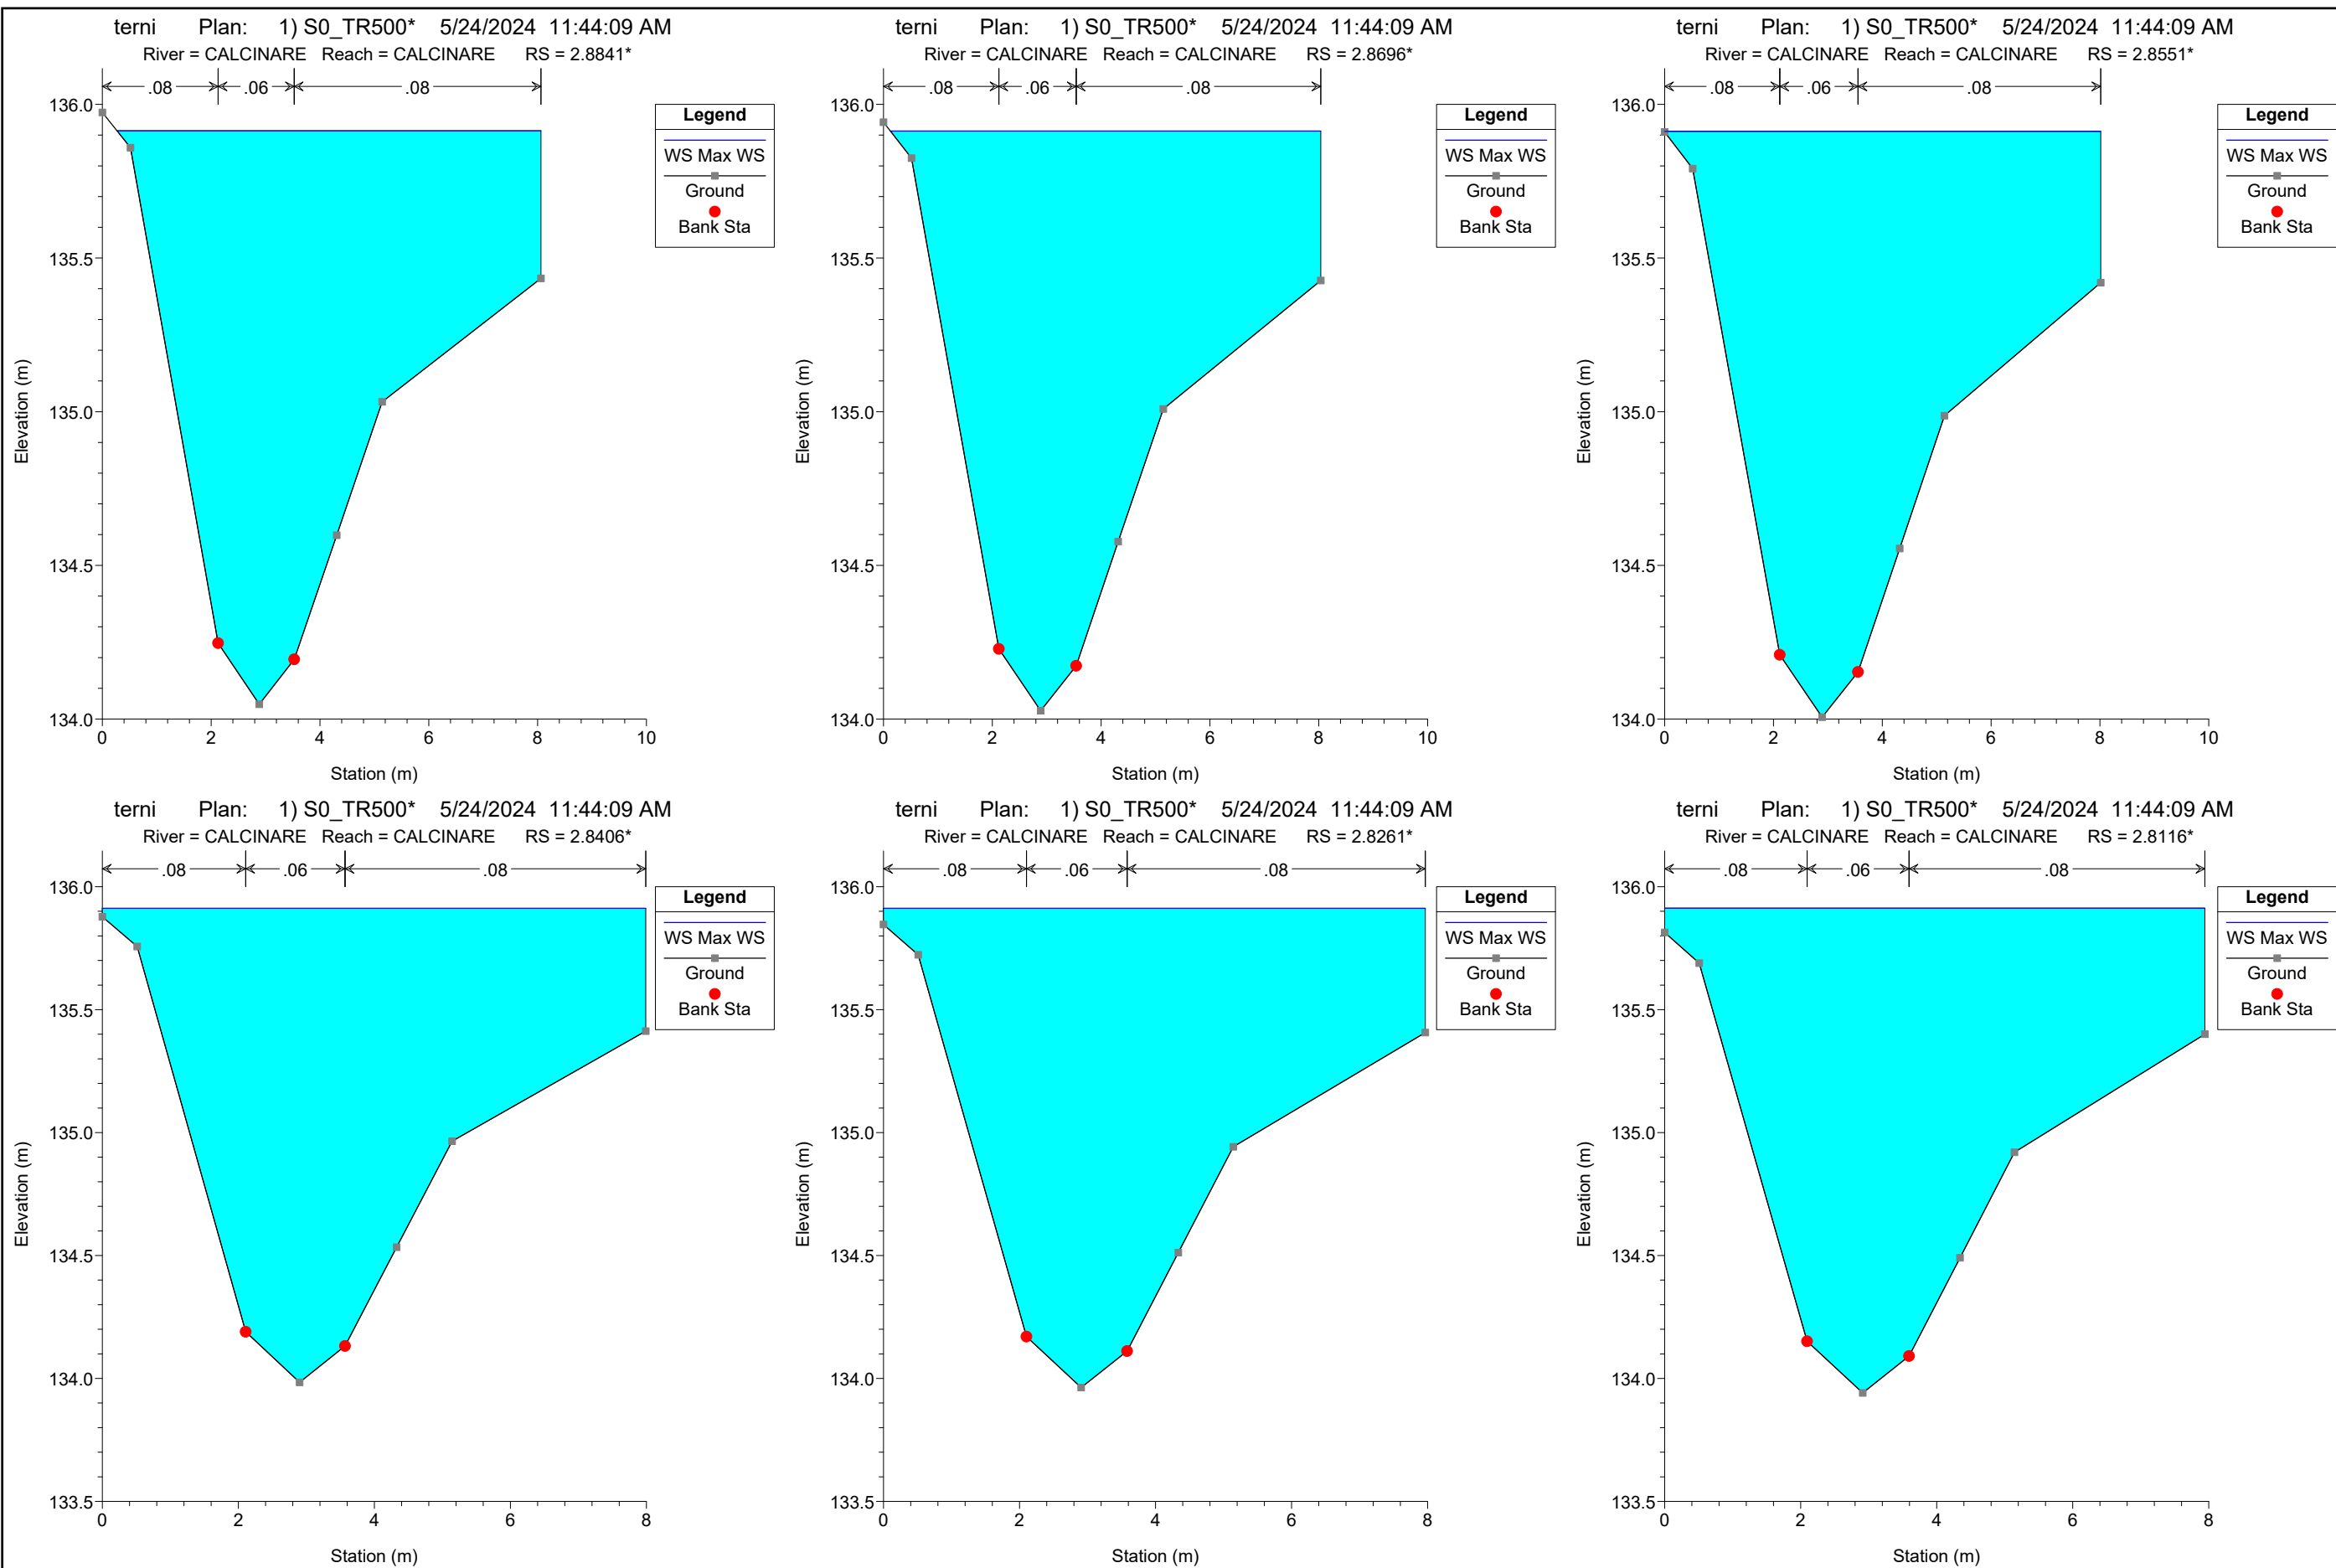 terni Plan: 1) S0_TR500* 5/24/2024 11:44:09 AM
River = CALCINARE Reach = CALCINARE RS = 2.8841*
.08 .06 .08
136.0
135.5
135.0
134.5
134.0
0 2 4 6 8 10
Elevation (m)
Station (m)
Legend
WS Max WS
Ground
Bank Sta
terni Plan: 1) S0_TR500* 5/24/2024 11:44:09 AM
River = CALCINARE Reach = CALCINARE RS = 2.8696*
.08 .06 .08
136.0
135.5
135.0
134.5
134.0
0 2 4 6 8 10
Elevation (m)
Station (m)
Legend
WS Max WS
Ground
Bank Sta
terni Plan: 1) S0_TR500* 5/24/2024 11:44:09 AM
River = CALCINARE Reach = CALCINARE RS = 2.8551*
.08 .06 .08
136.0
135.5
135.0
134.5
134.0
0 2 4 6 8 10
Elevation (m)
Station (m)
Legend
WS Max WS
Ground
Bank Sta
terni Plan: 1) S0_TR500* 5/24/2024 11:44:09 AM
River = CALCINARE Reach = CALCINARE RS = 2.8406*
.08 .06 .08
136.0
135.5
135.0
134.5
134.0
133.5
0 2 4 6 8
Elevation (m)
Station (m)
Legend
WS Max WS
Ground
Bank Sta
terni Plan: 1) S0_TR500* 5/24/2024 11:44:09 AM
River = CALCINARE Reach = CALCINARE RS = 2.8261*
.08 .06 .08
136.0
135.5
135.0
134.5
134.0
133.5
0 2 4 6 8
Elevation (m)
Station (m)
Legend
WS Max WS
Ground
Bank Sta
terni Plan: 1) S0_TR500* 5/24/2024 11:44:09 AM
River = CALCINARE Reach = CALCINARE RS = 2.8116*
.08 .06 .08
136.0
135.5
135.0
134.5
134.0
133.5
0 2 4 6 8
Elevation (m)
Station (m)
Legend
WS Max WS
Ground
Bank Sta